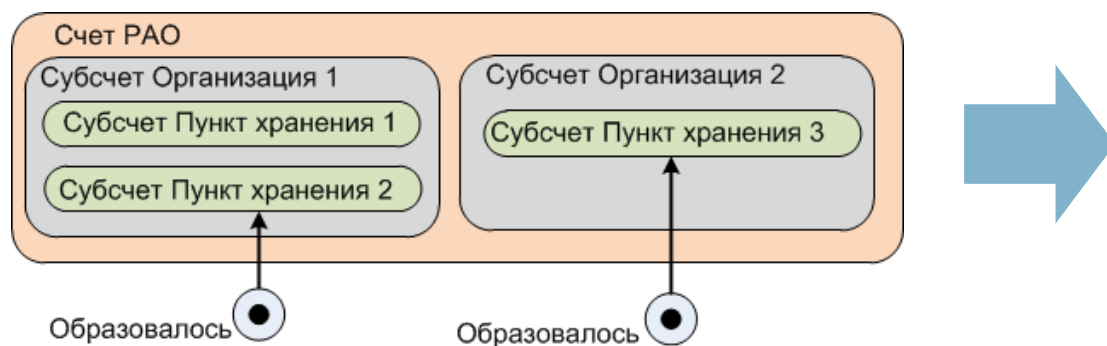 Счет РАО
Субсчет Организация 1
Субсчет Пункт хранения 1
Субсчет Пункт хранения 2
Субсчет Организация 2
Субсчет Пункт хранения 3
Образовалось
Образовалось